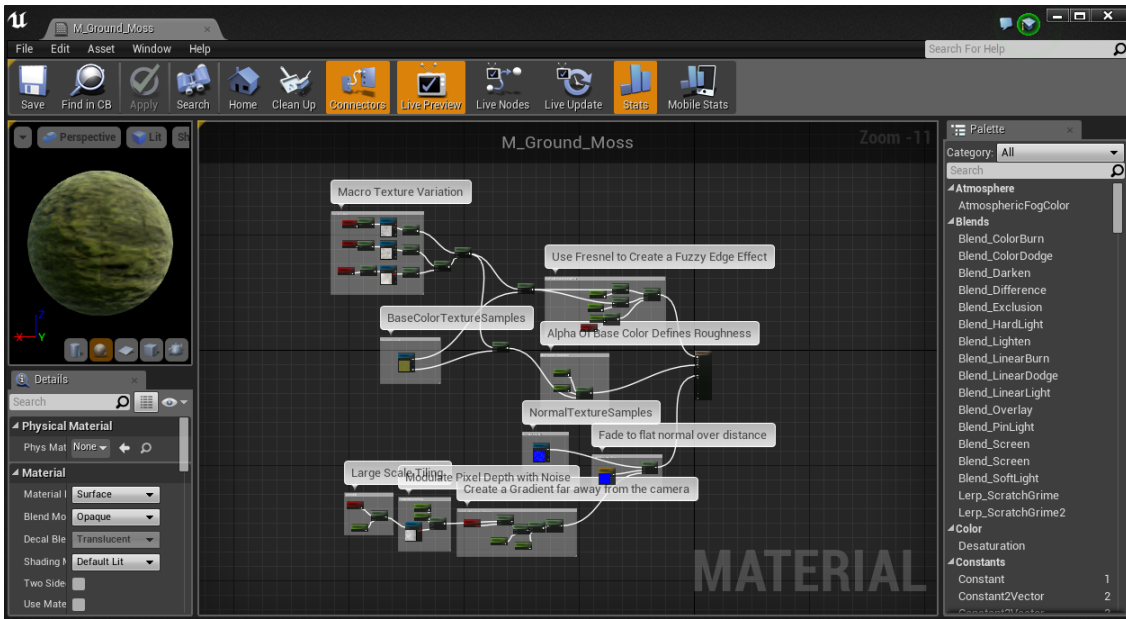 M_Ground_Moss
File Edit Asset Window Help
Search For Help
Save Find in CB Apply Search Home Clean Up Connectors Live Preview Live Nodes Live Update Stats Mobile Stats
Perspective Lit Sh
M_Ground_Moss
Zoom -11
Macro Texture Variation
Use Fresnel to Create a Fuzzy Edge Effect
BaseColorTextureSamples
Alpha Of Base Color Defines Roughness
NormalTextureSamples
Fade to flat normal over distance
Large Scale Tiling
Modulate Pixel Depth with Noise
Create a Gradient far away from the camera
MATERIAL
Z
X Y
Details
Search
Physical Material
Phys Mat None
Material
Material I Surface
Blend Mo Opaque
Decal Ble Translucent
Shading M Default Lit
Two Side
Use Mate
Palette
Category: All
Search
Atmosphere
AtmosphericFogColor
Blends
Blend_ColorBurn
Blend_ColorDodge
Blend_Darken
Blend_Difference
Blend_Exclusion
Blend_HardLight
Blend_Lighten
Blend_LinearBurn
Blend_LinearDodge
Blend_LinearLight
Blend_Overlay
Blend_PinLight
Blend_Screen
Blend_Screen
Blend_SoftLight
Lerp_ScratchGrime
Lerp_ScratchGrime2
Color
Desaturation
Constants
Constant 1
Constant2Vector 2